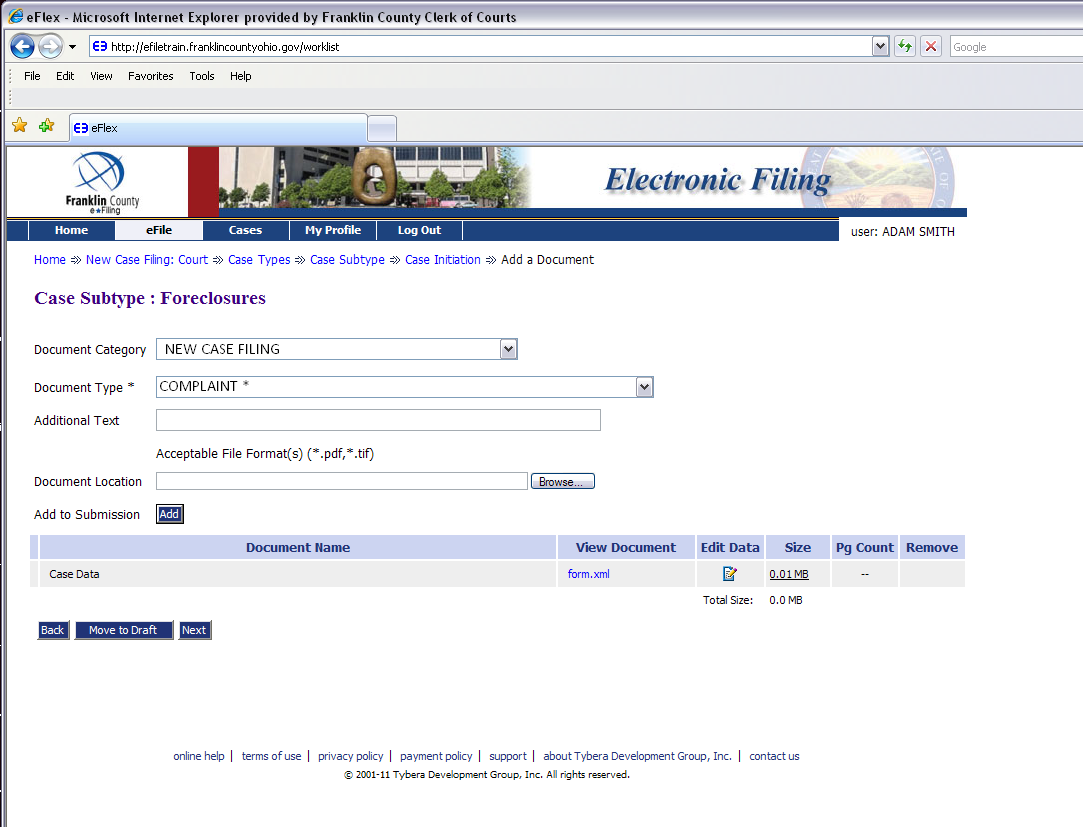 eFlex - Microsoft Internet Explorer provided by Franklin County Clerk of Courts
http://efiletrain.franklincountyohio.gov/worklist
Google
File Edit View Favorites Tools Help
eFlex
Franklin County
e★Filing
Electronic Filing
Home eFile Cases My Profile Log Out
user: ADAM SMITH
Home ⇒ New Case Filing: Court ⇒ Case Types ⇒ Case Subtype ⇒ Case Initiation ⇒ Add a Document
Case Subtype : Foreclosures
Document Category NEW CASE FILING
Document Type * COMPLAINT *
Additional Text
Acceptable File Format(s) (*.pdf,*.tif)
Document Location Browse...
Add to Submission Add
Document Name View Document Edit Data Size Pg Count Remove
Case Data form.xml 0.01 MB --
Total Size: 0.0 MB
Back Move to Draft Next
online help | terms of use | privacy policy | payment policy | support | about Tybera Development Group, Inc. | contact us
© 2001-11 Tybera Development Group, Inc. All rights reserved.